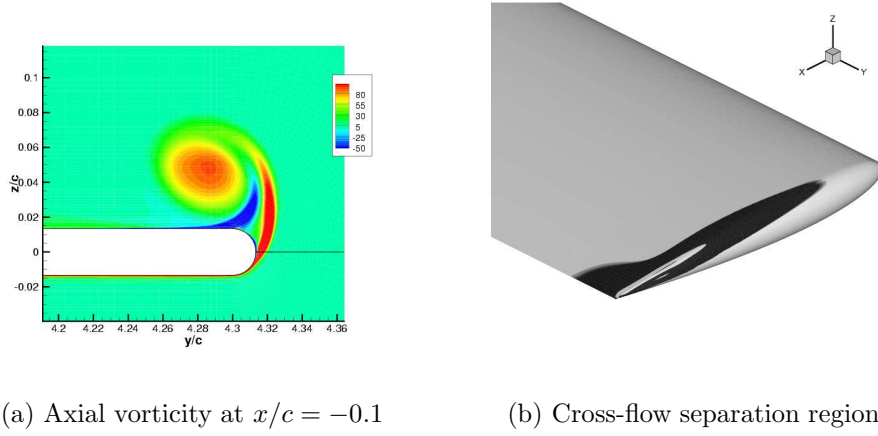 0.1
0.08
0.06
0.04
0.02
0
-0.02
z/c
80
55
30
5
-25
-50
4.2 4.22 4.24 4.26 4.28 4.3 4.32 4.34 4.36
y/c
Z
X Y
(a) Axial vorticity at x/c = −0.1
(b) Cross-flow separation region